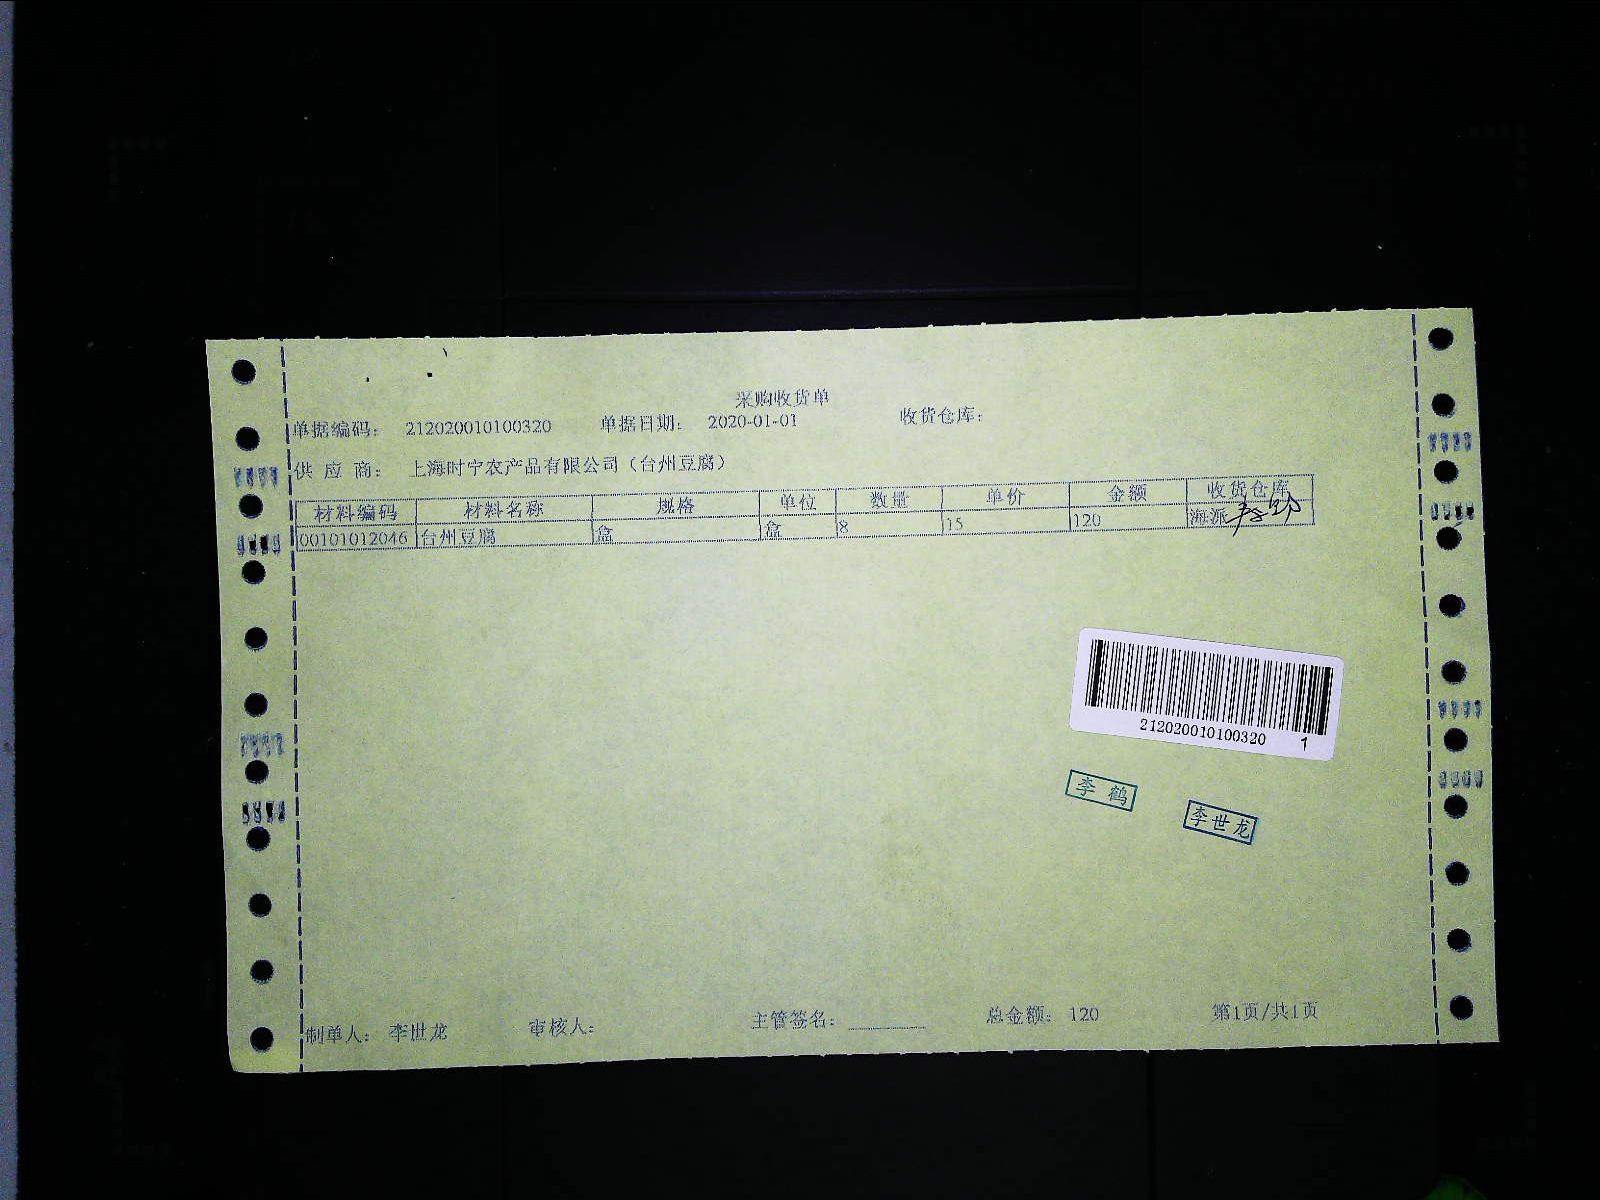 采购收货单
单据编码: 212020010100320 单据日期: 2020-01-01 收货仓库:
供 应 商: 上海时宁农产品有限公司（台州豆腐）
材料编码 材料名称 规格 单位 数量 单价 金额 收货仓库
00101012046 台州豆腐 盒 盒 8 15 120 海派
212020010100320 1
李 鹤
李世龙
制单人: 李世龙 审核人: 主管签名: 总金额: 120 第1页/共1页